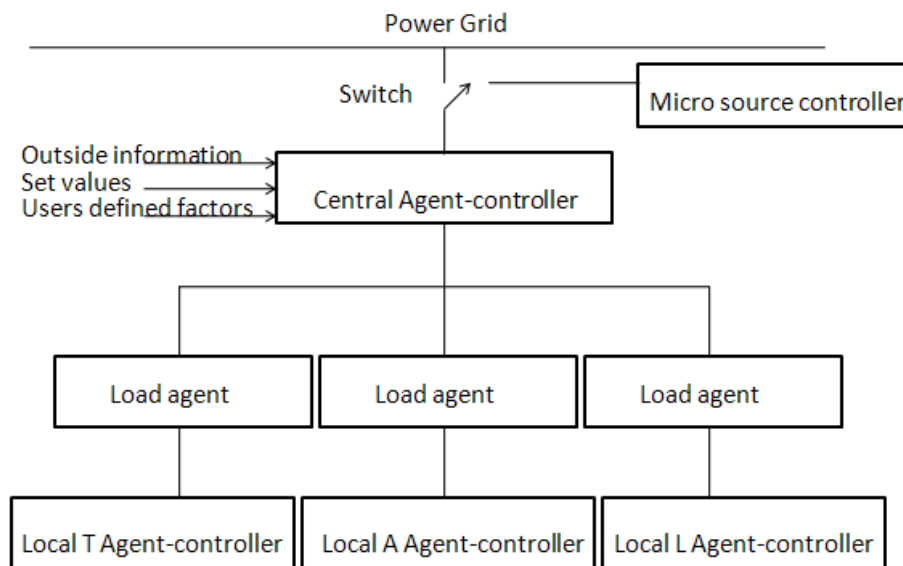 Power Grid
Switch
Micro source controller
Outside information
Set values
Users defined factors
Central Agent-controller
Load agent
Load agent
Load agent
Local T Agent-controller
Local A Agent-controller
Local L Agent-controller